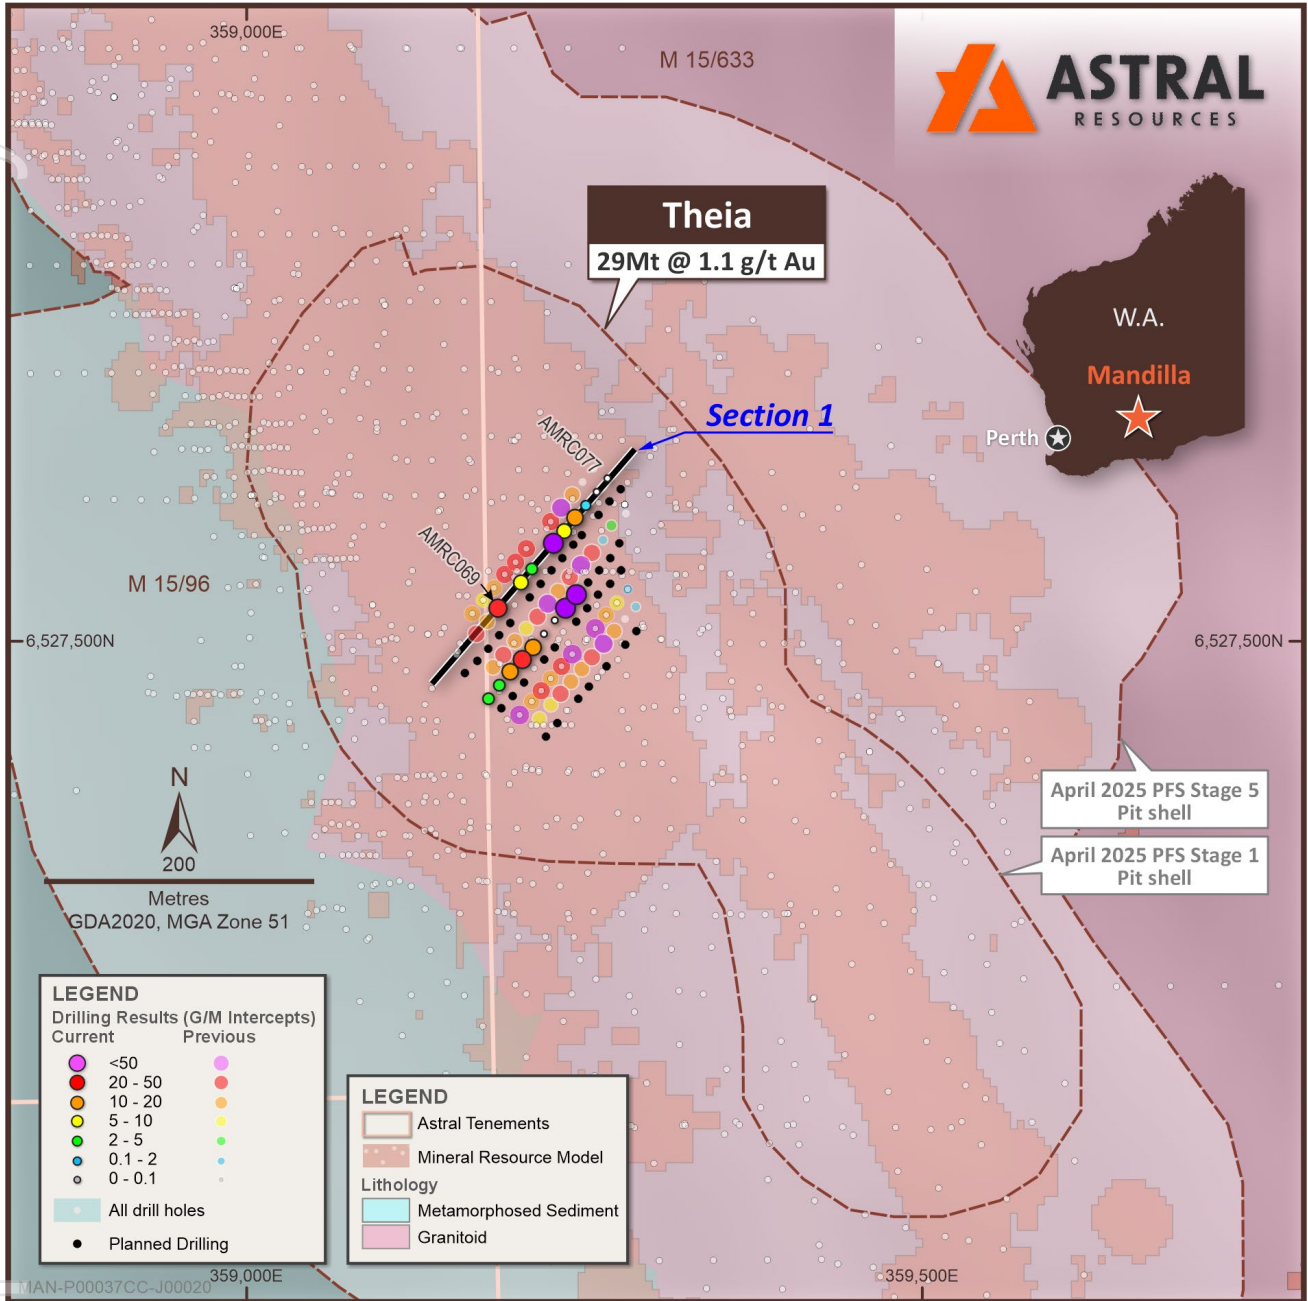 359,000E
M 15/633
ASTRAL
RESOURCES
Theia
29Mt @ 1.1 g/t Au
W.A.
Mandilla
Perth
Section 1
AMRC077
AMRC069
M 15/96
6,527,500N
6,527,500N
N
200
Metres
GDA2020, MGA Zone 51
April 2025 PFS Stage 5
Pit shell
April 2025 PFS Stage 1
Pit shell
LEGEND
Drilling Results (G/M Intercepts)
Current Previous
<50
20 - 50
10 - 20
5 - 10
2 - 5
0.1 - 2
0 - 0.1
All drill holes
Planned Drilling
LEGEND
Astral Tenements
Mineral Resource Model
Lithology
Metamorphosed Sediment
Granitoid
359,000E
359,500E
MAN-P00037CC-J00020